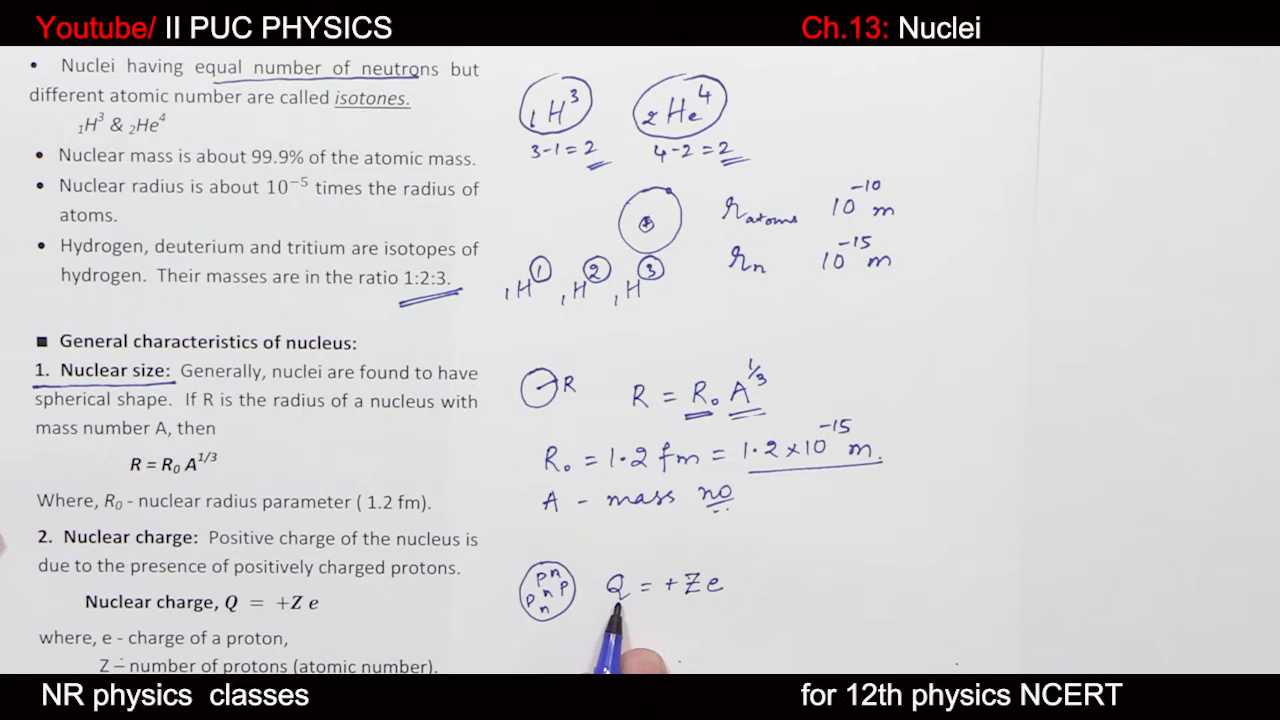 Youtube/ II PUC PHYSICS
Ch.13: Nuclei
• Nuclei having equal number of neutrons but
different atomic number are called isotones.
₁H³ & ₂He⁴
• Nuclear mass is about 99.9% of the atomic mass.
• Nuclear radius is about 10⁻⁵ times the radius of
atoms.
• Hydrogen, deuterium and tritium are isotopes of
hydrogen. Their masses are in the ratio 1:2:3.
■ General characteristics of nucleus:
1. Nuclear size: Generally, nuclei are found to have
spherical shape. If R is the radius of a nucleus with
mass number A, then
R = R₀ A^1/3
Where, R₀ - nuclear radius parameter ( 1.2 fm).
2. Nuclear charge: Positive charge of the nucleus is
due to the presence of positively charged protons.
Nuclear charge, Q = +Z e
where, e - charge of a proton,
Z – number of protons (atomic number).
₁H³ ₂He⁴
3-1=2 4-2=2
+
r atoms 10⁻¹⁰ m
rₙ 10⁻¹⁵ m
₁H¹ ₁H² ₁H³
R R = R₀ A^1/3
R₀ = 1.2 fm = 1.2 × 10⁻¹⁵ m.
A - mass no
p n n p p n
Q = +Ze
NR physics classes
for 12th physics NCERT